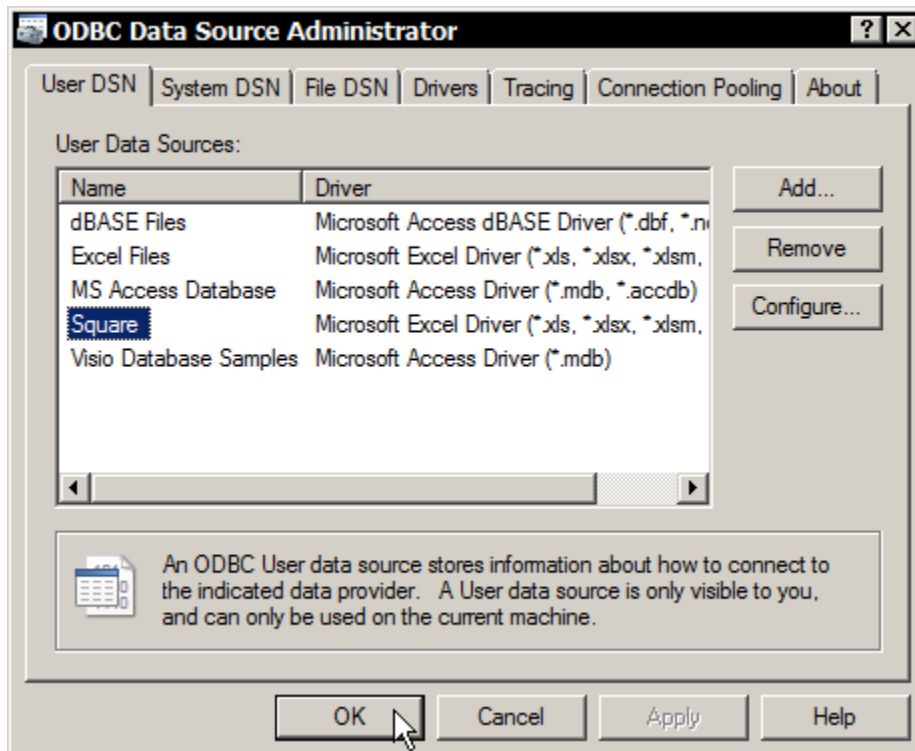 ODBC Data Source Administrator
User DSN System DSN File DSN Drivers Tracing Connection Pooling About
User Data Sources:
Name Driver
dBASE Files Microsoft Access dBASE Driver (*.dbf, *.n
Excel Files Microsoft Excel Driver (*.xls, *.xlsx, *.xlsm,
MS Access Database Microsoft Access Driver (*.mdb, *.accdb)
Square Microsoft Excel Driver (*.xls, *.xlsx, *.xlsm,
Visio Database Samples Microsoft Access Driver (*.mdb)
Add...
Remove
Configure...
An ODBC User data source stores information about how to connect to
the indicated data provider. A User data source is only visible to you,
and can only be used on the current machine.
OK Cancel Apply Help